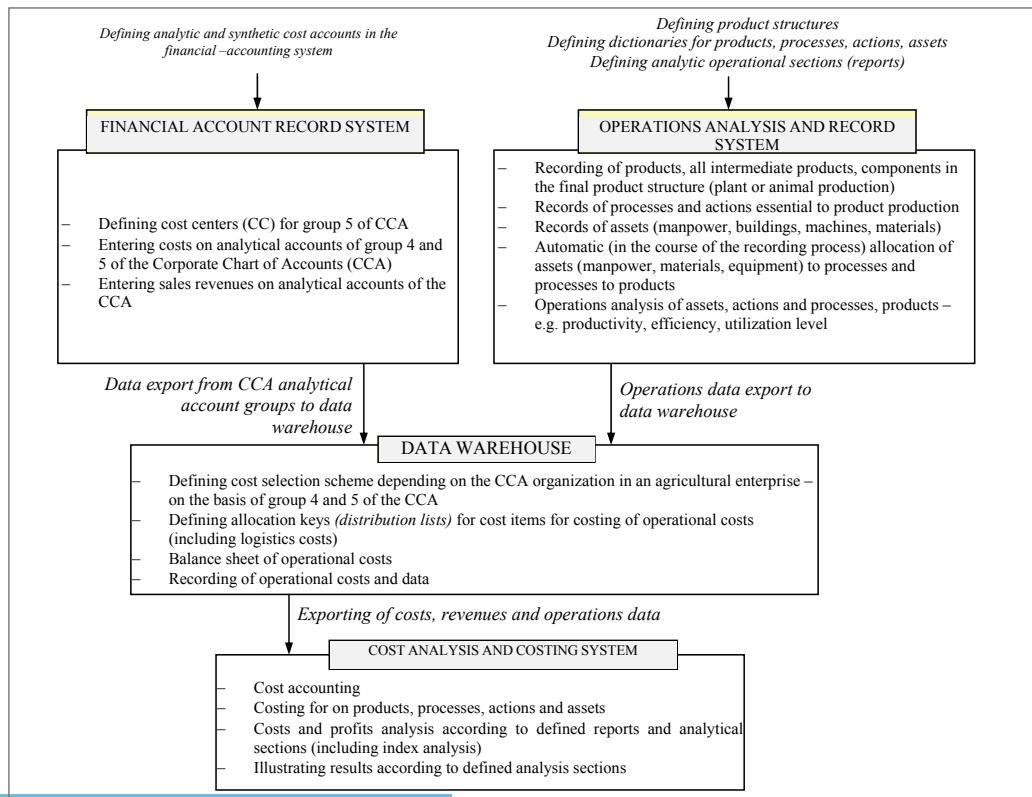 Defining analytic and synthetic cost accounts in the
financial –accounting system
Defining product structures
Defining dictionaries for products, processes, actions, assets
Defining analytic operational sections (reports)
FINANCIAL ACCOUNT RECORD SYSTEM
– Defining cost centers (CC) for group 5 of CCA
– Entering costs on analytical accounts of group 4 and
5 of the Corporate Chart of Accounts (CCA)
– Entering sales revenues on analytical accounts of the
CCA
OPERATIONS ANALYSIS AND RECORD
SYSTEM
– Recording of products, all intermediate products, components in
the final product structure (plant or animal production)
– Records of processes and actions essential to product production
– Records of assets (manpower, buildings, machines, materials)
– Automatic (in the course of the recording process) allocation of
assets (manpower, materials, equipment) to processes and
processes to products
– Operations analysis of assets, actions and processes, products –
e.g. productivity, efficiency, utilization level
Data export from CCA analytical
account groups to data
warehouse
Operations data export to
data warehouse
DATA WAREHOUSE
– Defining cost selection scheme depending on the CCA organization in an agricultural enterprise –
on the basis of group 4 and 5 of the CCA
– Defining allocation keys (distribution lists) for cost items for costing of operational costs
(including logistics costs)
– Balance sheet of operational costs
– Recording of operational costs and data
Exporting of costs, revenues and operations data
COST ANALYSIS AND COSTING SYSTEM
– Cost accounting
– Costing for on products, processes, actions and assets
– Costs and profits analysis according to defined reports and analytical
sections (including index analysis)
– Illustrating results according to defined analysis sections